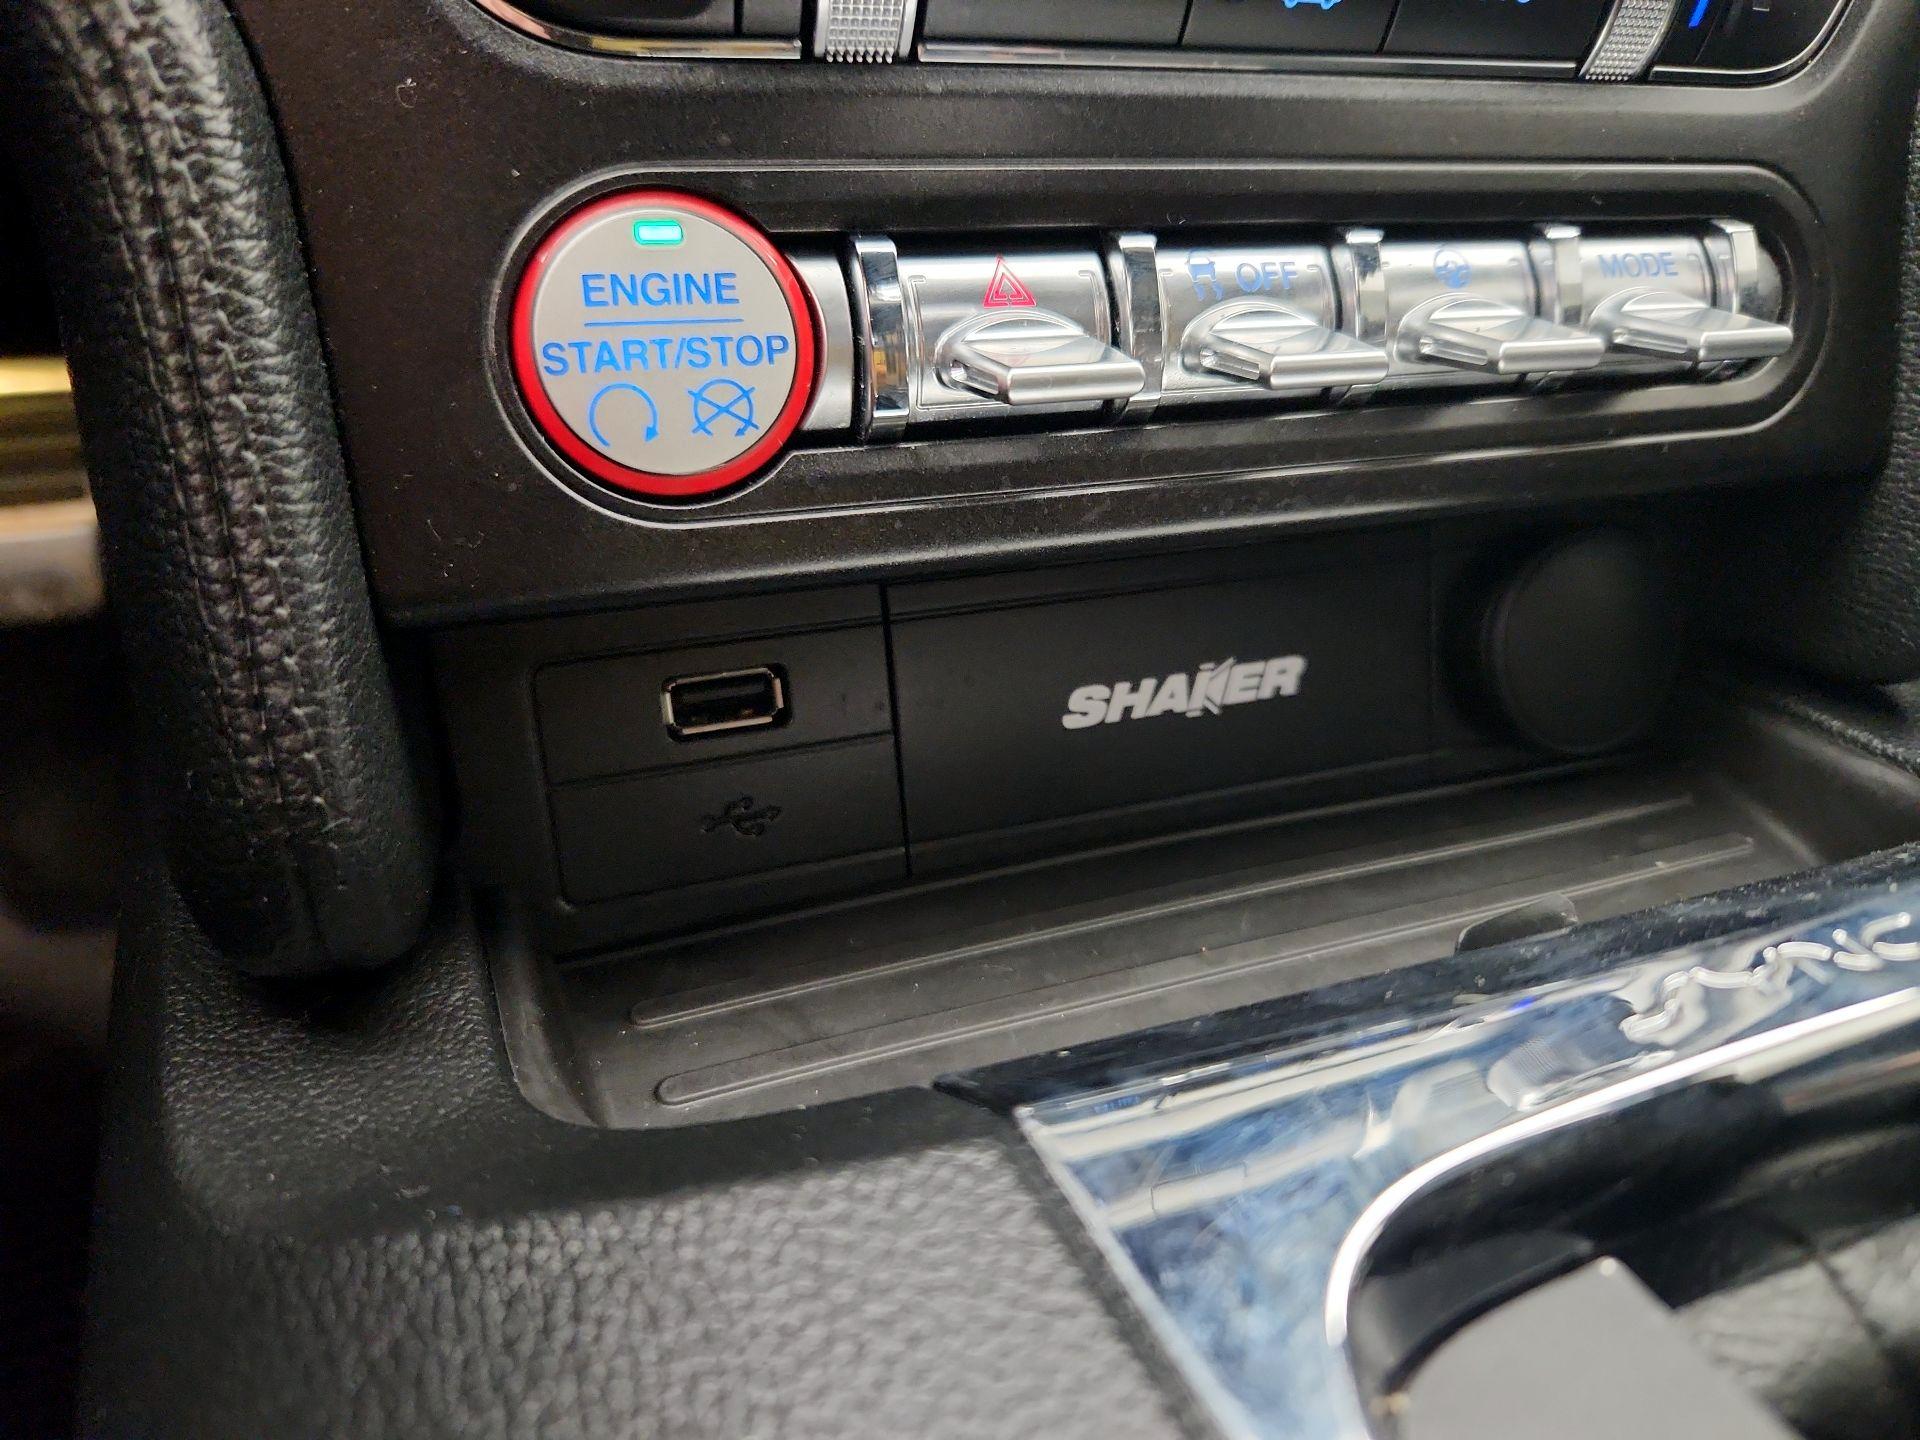 ENGINE
START/STOP
OFF
MODE
SHAKER